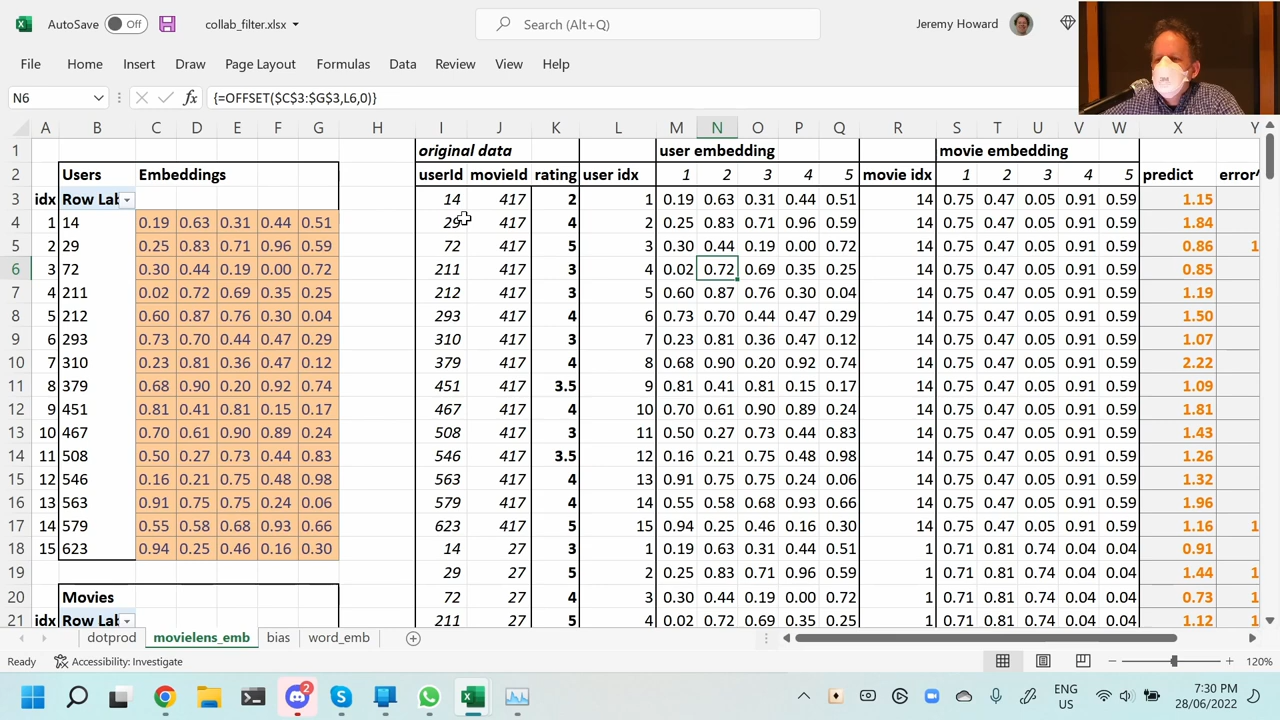 AutoSave Off collab_filter.xlsx Search (Alt+Q) Jeremy Howard
File Home Insert Draw Page Layout Formulas Data Review View Help
N6 fx {=OFFSET($C$3:$G$3,L6,0)}
A B C D E F G H I J K L M N O P Q R S T U V W X Y
1 original data user embedding movie embedding
2 Users Embeddings userId movieId rating user idx 1 2 3 4 5 movie idx 1 2 3 4 5 predict error^
3 idx Row Lab 14 417 2 1 0.19 0.63 0.31 0.44 0.51 14 0.75 0.47 0.05 0.91 0.59 1.15
4 1 14 0.19 0.63 0.31 0.44 0.51 29 417 4 2 0.25 0.83 0.71 0.96 0.59 14 0.75 0.47 0.05 0.91 0.59 1.84
5 2 29 0.25 0.83 0.71 0.96 0.59 72 417 5 3 0.30 0.44 0.19 0.00 0.72 14 0.75 0.47 0.05 0.91 0.59 0.86 1
6 3 72 0.30 0.44 0.19 0.00 0.72 211 417 3 4 0.02 0.72 0.69 0.35 0.25 14 0.75 0.47 0.05 0.91 0.59 0.85
7 4 211 0.02 0.72 0.69 0.35 0.25 212 417 3 5 0.60 0.87 0.76 0.30 0.04 14 0.75 0.47 0.05 0.91 0.59 1.19
8 5 212 0.60 0.87 0.76 0.30 0.04 293 417 4 6 0.73 0.70 0.44 0.47 0.29 14 0.75 0.47 0.05 0.91 0.59 1.50
9 6 293 0.73 0.70 0.44 0.47 0.29 310 417 3 7 0.23 0.81 0.36 0.47 0.12 14 0.75 0.47 0.05 0.91 0.59 1.07
10 7 310 0.23 0.81 0.36 0.47 0.12 379 417 4 8 0.68 0.90 0.20 0.92 0.74 14 0.75 0.47 0.05 0.91 0.59 2.22
11 8 379 0.68 0.90 0.20 0.92 0.74 451 417 3.5 9 0.81 0.41 0.81 0.15 0.17 14 0.75 0.47 0.05 0.91 0.59 1.09
12 9 451 0.81 0.41 0.81 0.15 0.17 467 417 4 10 0.70 0.61 0.90 0.89 0.24 14 0.75 0.47 0.05 0.91 0.59 1.81
13 10 467 0.70 0.61 0.90 0.89 0.24 508 417 3 11 0.50 0.27 0.73 0.44 0.83 14 0.75 0.47 0.05 0.91 0.59 1.43
14 11 508 0.50 0.27 0.73 0.44 0.83 546 417 3.5 12 0.16 0.21 0.75 0.48 0.98 14 0.75 0.47 0.05 0.91 0.59 1.26
15 12 546 0.16 0.21 0.75 0.48 0.98 563 417 4 13 0.91 0.75 0.75 0.24 0.06 14 0.75 0.47 0.05 0.91 0.59 1.32
16 13 563 0.91 0.75 0.75 0.24 0.06 579 417 4 14 0.55 0.58 0.68 0.93 0.66 14 0.75 0.47 0.05 0.91 0.59 1.96
17 14 579 0.55 0.58 0.68 0.93 0.66 623 417 5 15 0.94 0.25 0.46 0.16 0.30 14 0.75 0.47 0.05 0.91 0.59 1.16 1
18 15 623 0.94 0.25 0.46 0.16 0.30 14 27 3 1 0.19 0.63 0.31 0.44 0.51 1 0.71 0.81 0.74 0.04 0.04 0.91
19 29 27 5 2 0.25 0.83 0.71 0.96 0.59 1 0.71 0.81 0.74 0.04 0.04 1.44 1
20 Movies 72 27 4 3 0.30 0.44 0.19 0.00 0.72 1 0.71 0.81 0.74 0.04 0.04 0.73 1
21 idx Row Lab 211 27 5 4 0.02 0.72 0.69 0.35 0.25 1 0.71 0.81 0.74 0.04 0.04 1.12 1
dotprod movielens_emb bias word_emb
Ready Accessibility: Investigate 120%
2 ENG US 7:30 PM 28/06/2022